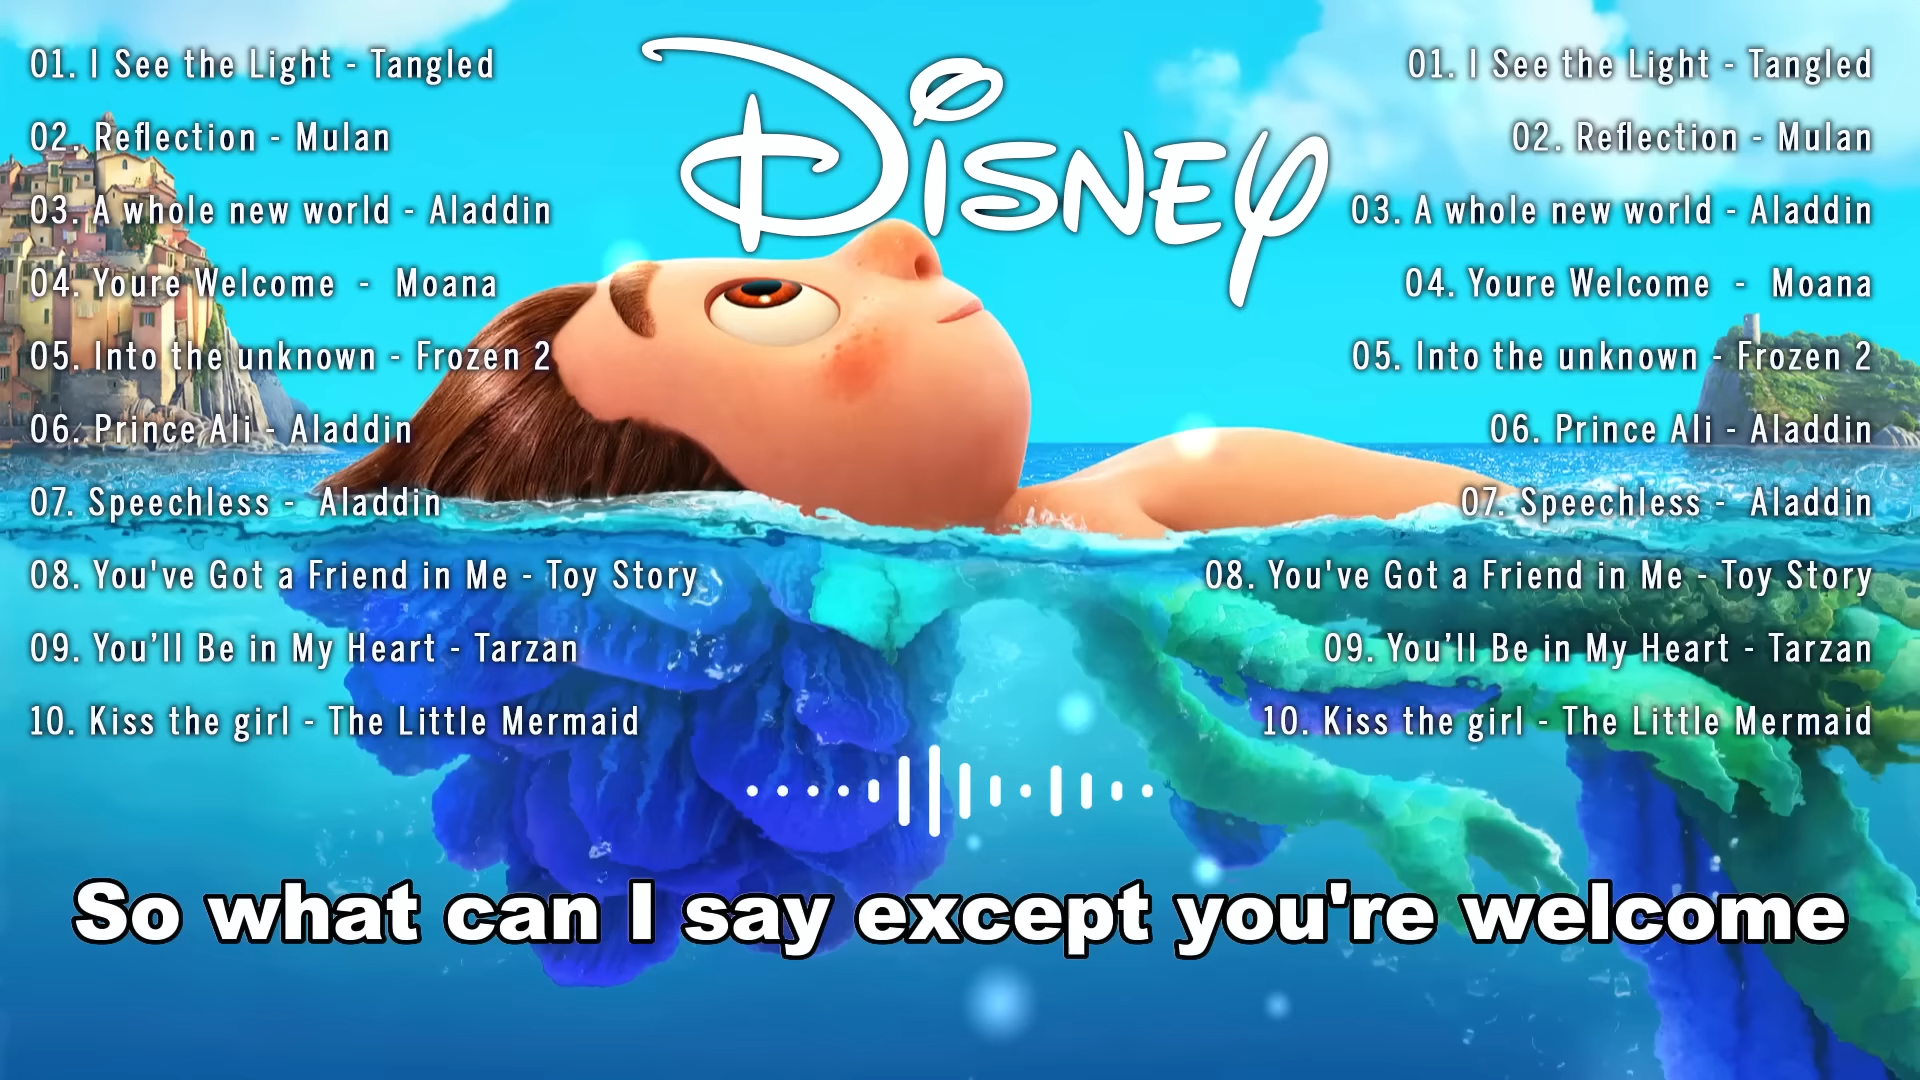 DISNEY
01. I See the Light - Tangled
02. Reflection - Mulan
03. A whole new world - Aladdin
04. Youre Welcome - Moana
05. Into the unknown - Frozen 2
06. Prince Ali - Aladdin
07. Speechless - Aladdin
08. You've Got a Friend in Me - Toy Story
09. You’ll Be in My Heart - Tarzan
10. Kiss the girl - The Little Mermaid
01. I See the Light - Tangled
02. Reflection - Mulan
03. A whole new world - Aladdin
04. Youre Welcome - Moana
05. Into the unknown - Frozen 2
06. Prince Ali - Aladdin
07. Speechless - Aladdin
08. You've Got a Friend in Me - Toy Story
09. You’ll Be in My Heart - Tarzan
10. Kiss the girl - The Little Mermaid
So what can I say except you're welcome